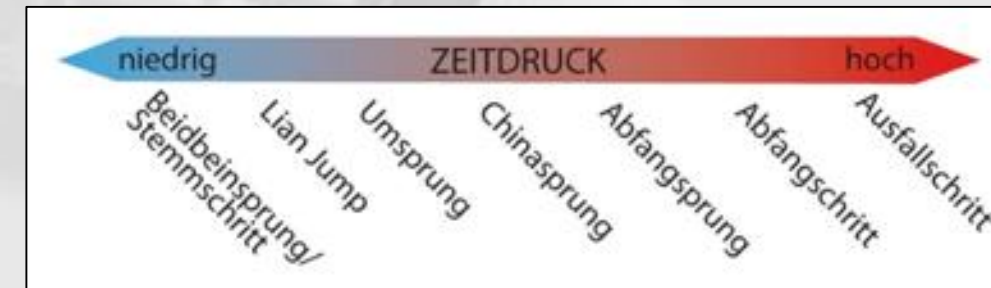 niedrig ZEITDRUCK hoch
Beidbeinsprung/
Stemmschritt
Lian Jump
Umsprung
Chinasprung
Abfangsprung
Abfangschritt
Ausfallschritt